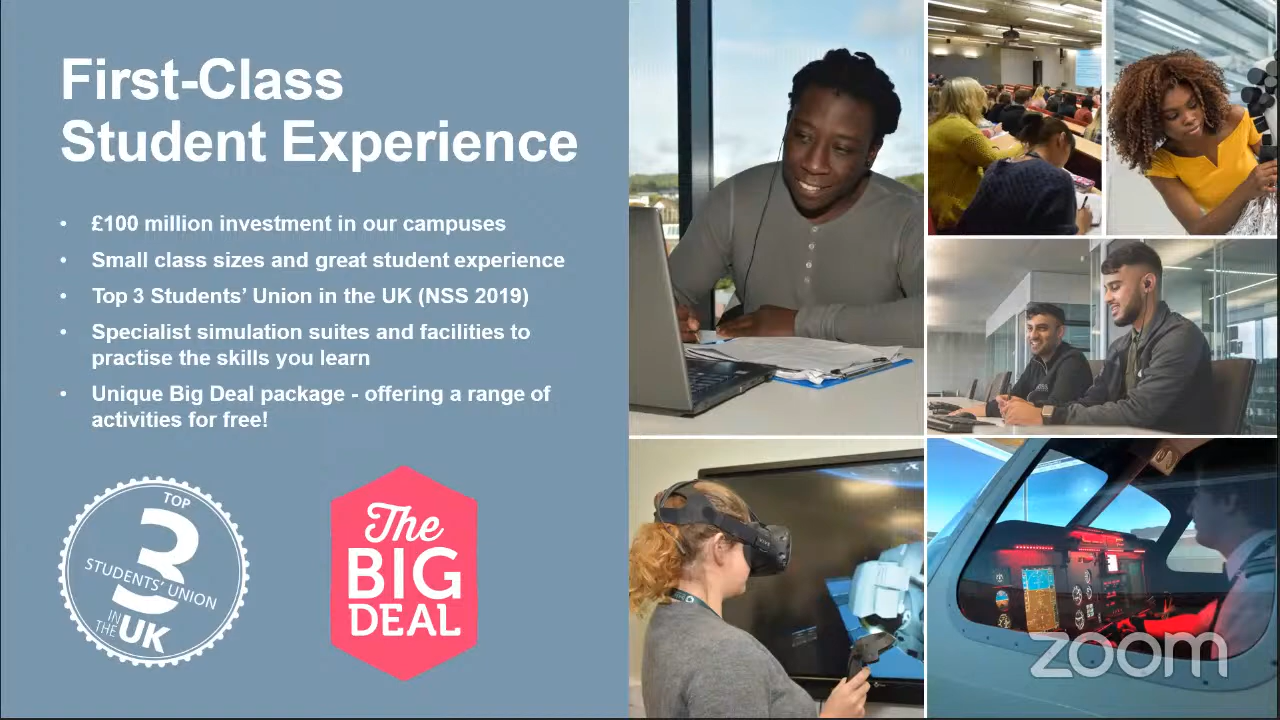 First-Class
Student Experience
• £100 million investment in our campuses
• Small class sizes and great student experience
• Top 3 Students' Union in the UK (NSS 2019)
• Specialist simulation suites and facilities to
practise the skills you learn
• Unique Big Deal package - offering a range of
activities for free!
TOP
3
STUDENTS' UNION
IN
THE UK
The
BIG
DEAL
zoom